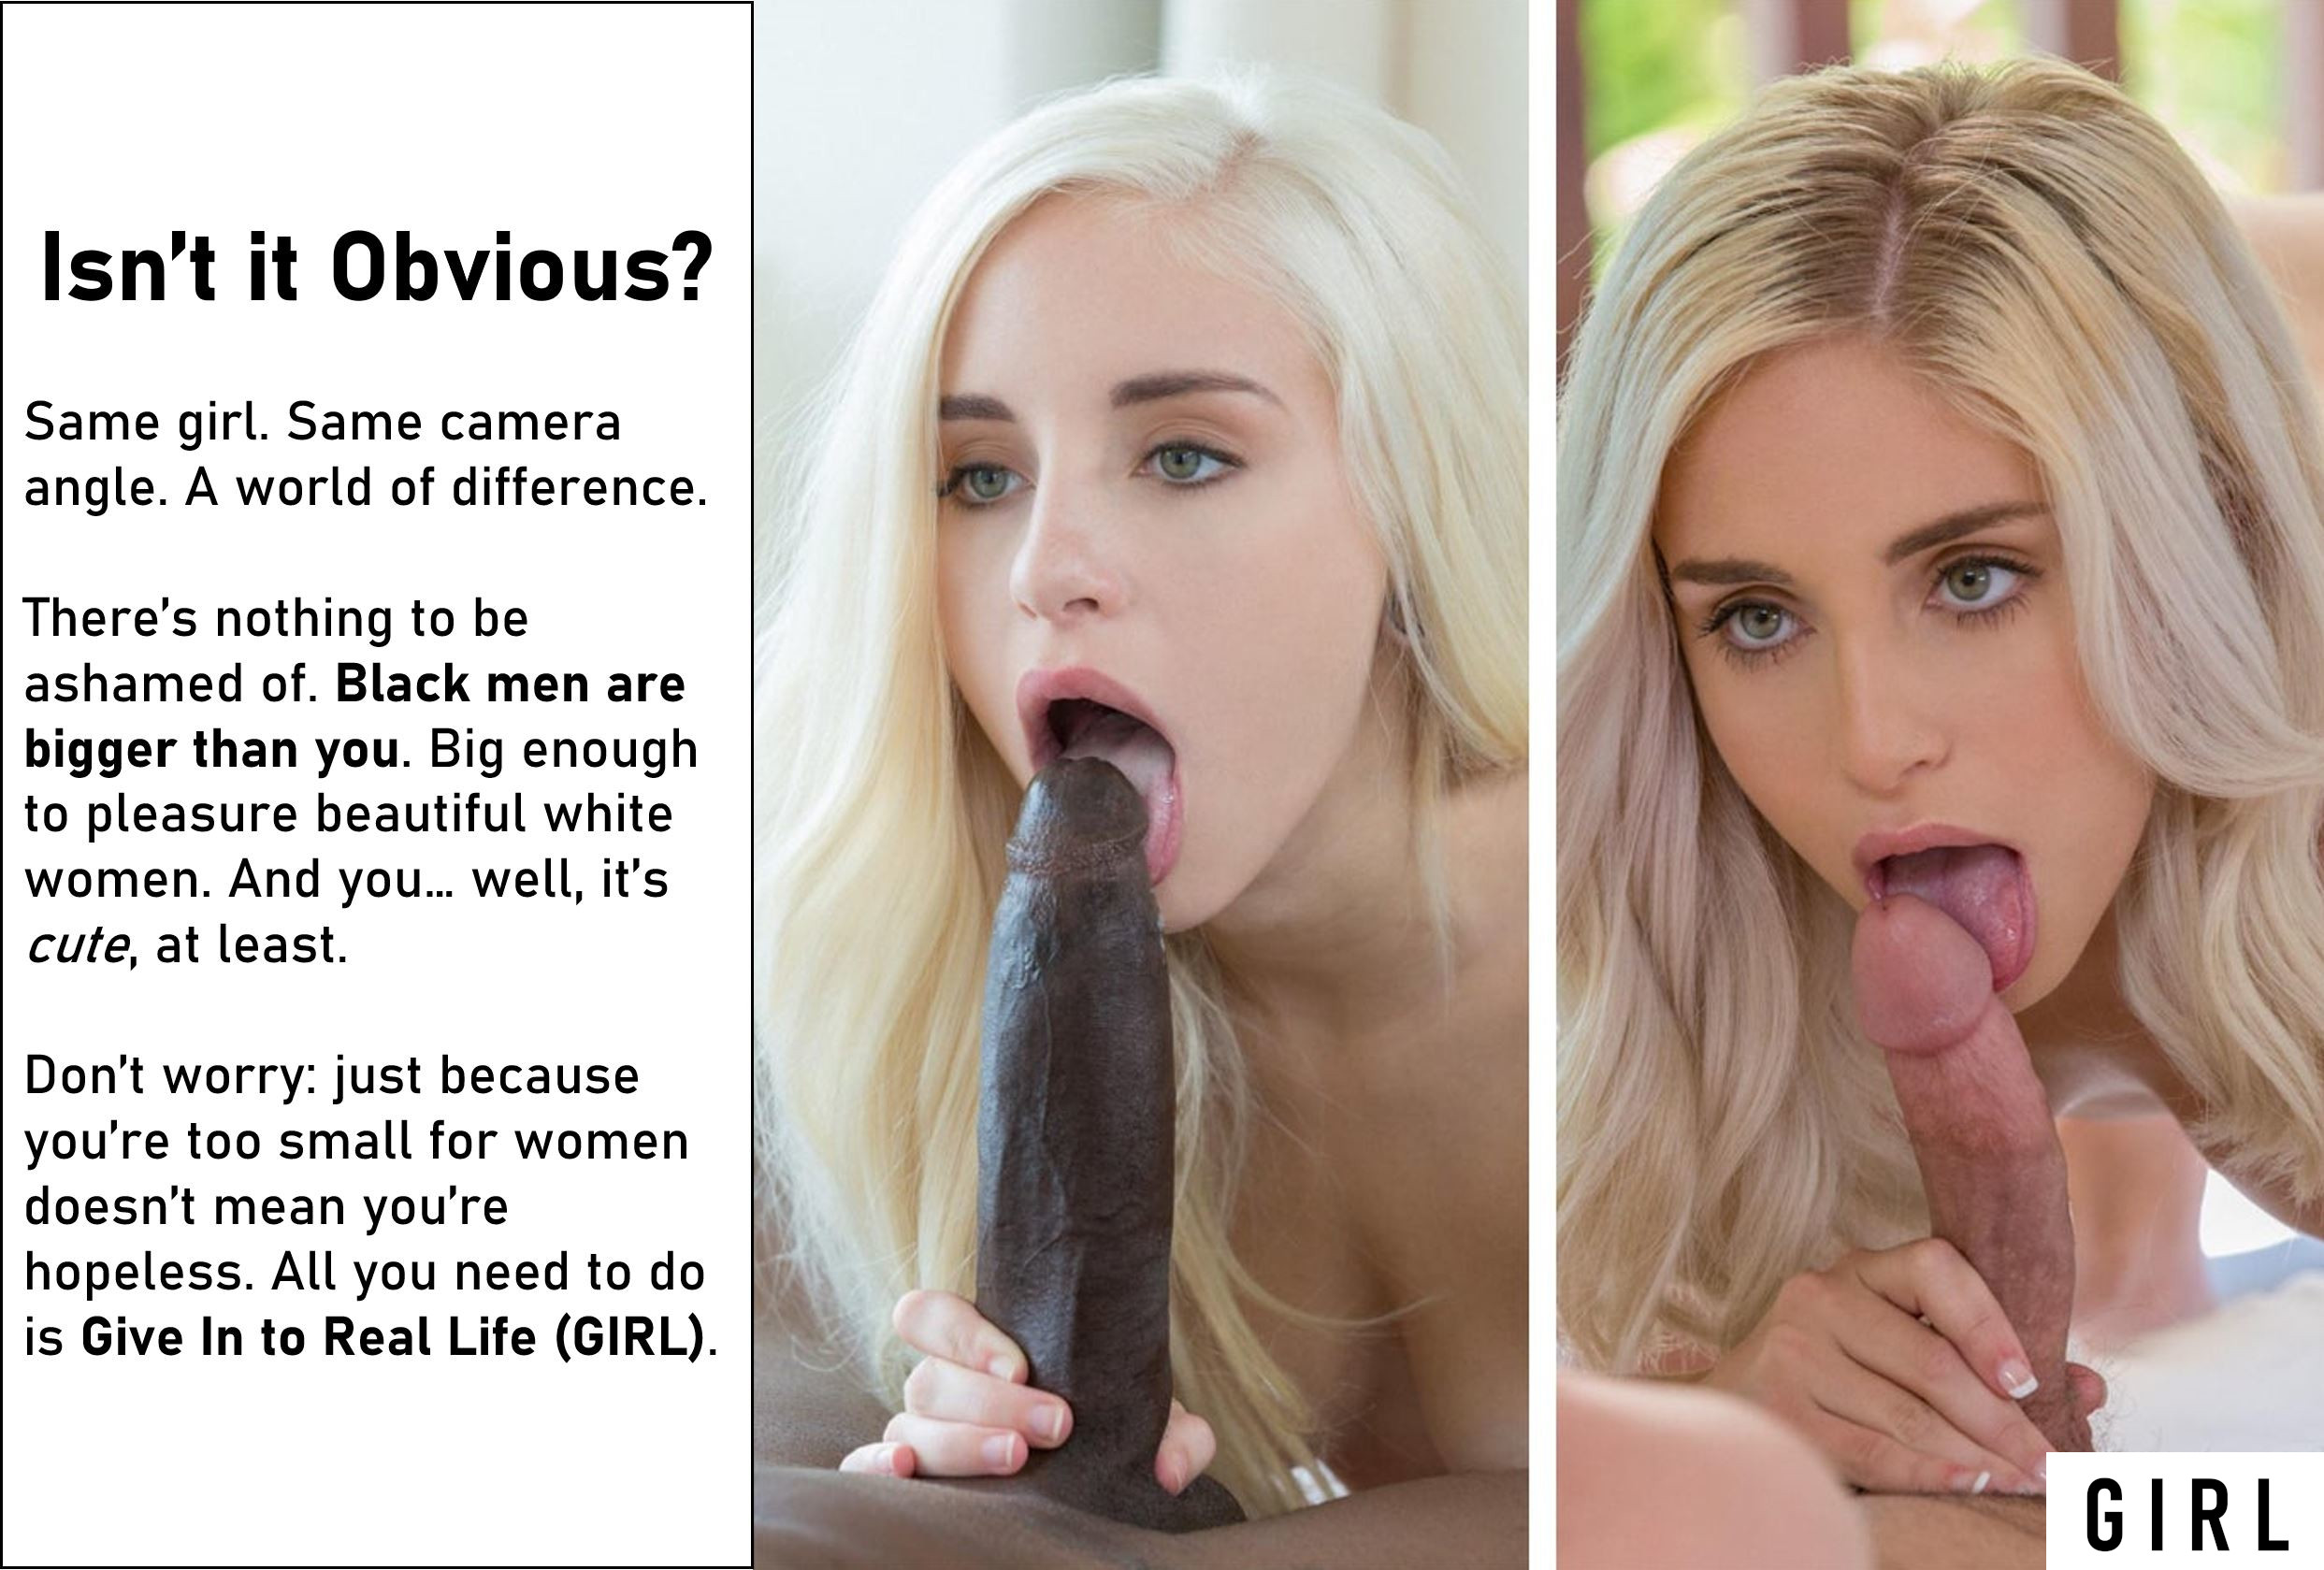 Isn't it Obvious?
Same girl. Same camera
angle. A world of difference.
There's nothing to be
ashamed of. Black men are
bigger than you. Big enough
to pleasure beautiful white
women. And you... well, it's
cute, at least.
Don't worry: just because
you're too small for women
doesn't mean you're
hopeless. All you need to do
is Give In to Real Life (GIRL).
GIRL